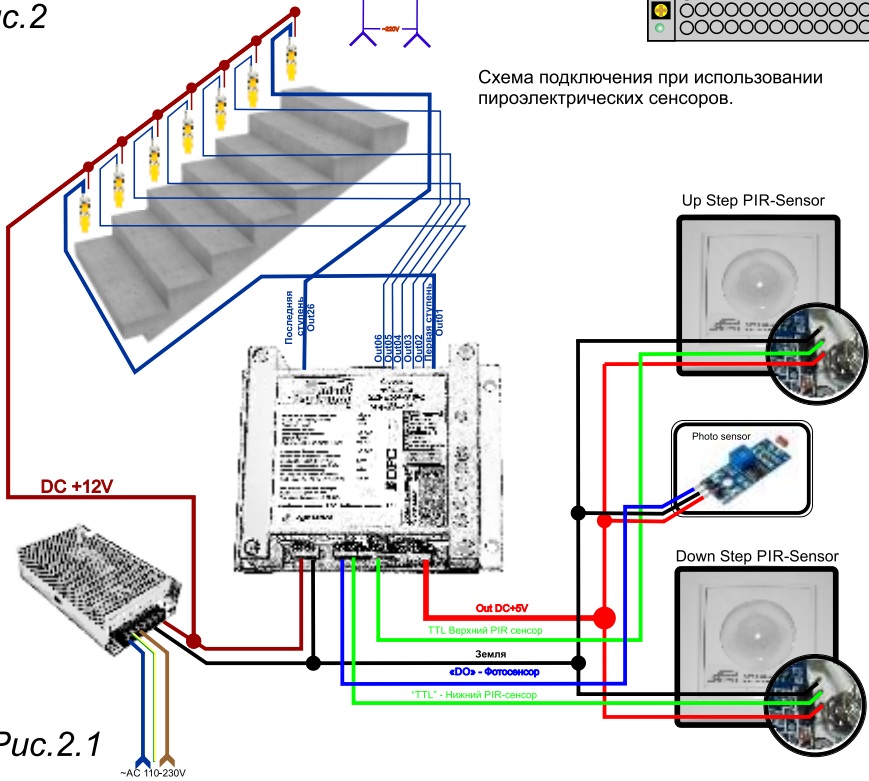 ис.2
~220V
Схема подключения при использовании
пироэлектрических сенсоров.
Up Step PIR-Sensor
Последняя
ступень
Out26
Out06
Out05
Out04
Out03
Out02
Первая ступень
Out01
Photo sensor
DC +12V
Down Step PIR-Sensor
Out DC+5V
TTL Верхний PIR сенсор
Земля
«DO» - Фотосенсор
"TTL" - Нижний PIR-сенсор
Рис.2.1
~AC 110-230V